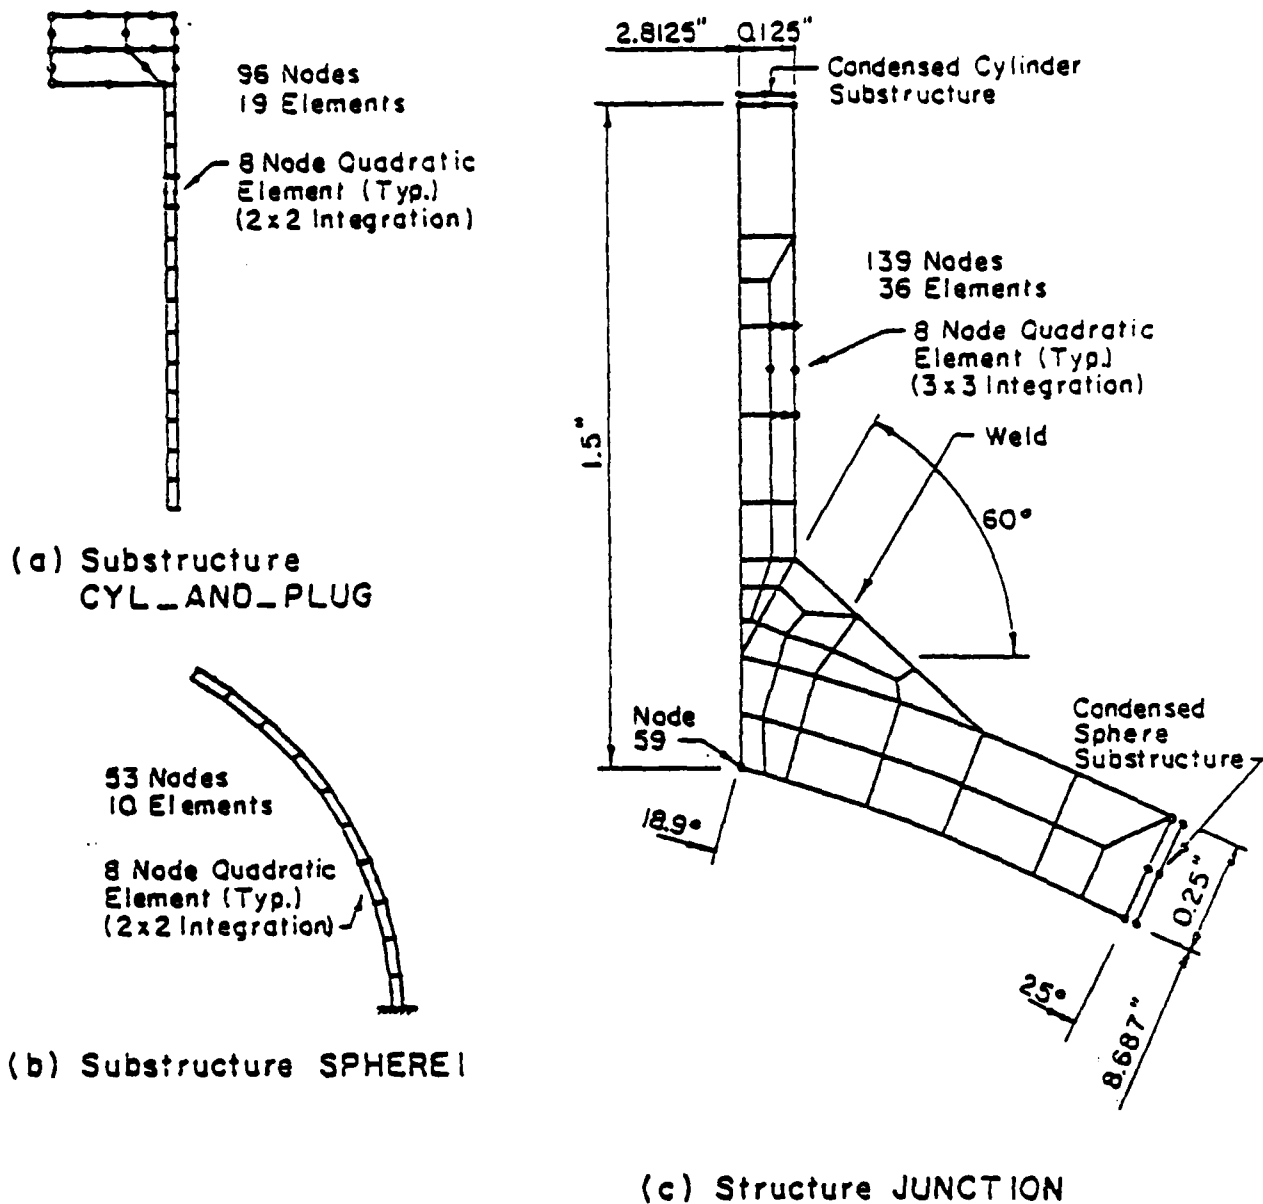 96 Nodes
19 Elements
8 Node Quadratic
Element (Typ.)
(2x2 Integration)
(a) Substructure
CYL_AND_PLUG
53 Nodes
10 Elements
8 Node Quadratic
Element (Typ.)
(2x2 Integration)
(b) Substructure SPHERE1
2.8125" 0.125"
Condensed Cylinder
Substructure
139 Nodes
36 Elements
8 Node Quadratic
Element (Typ.)
(3x3 Integration)
1.5"
Weld
60°
Node
59
Condensed
Sphere
Substructure
18.9°
0.25"
25°
8.687"
(c) Structure JUNCTION